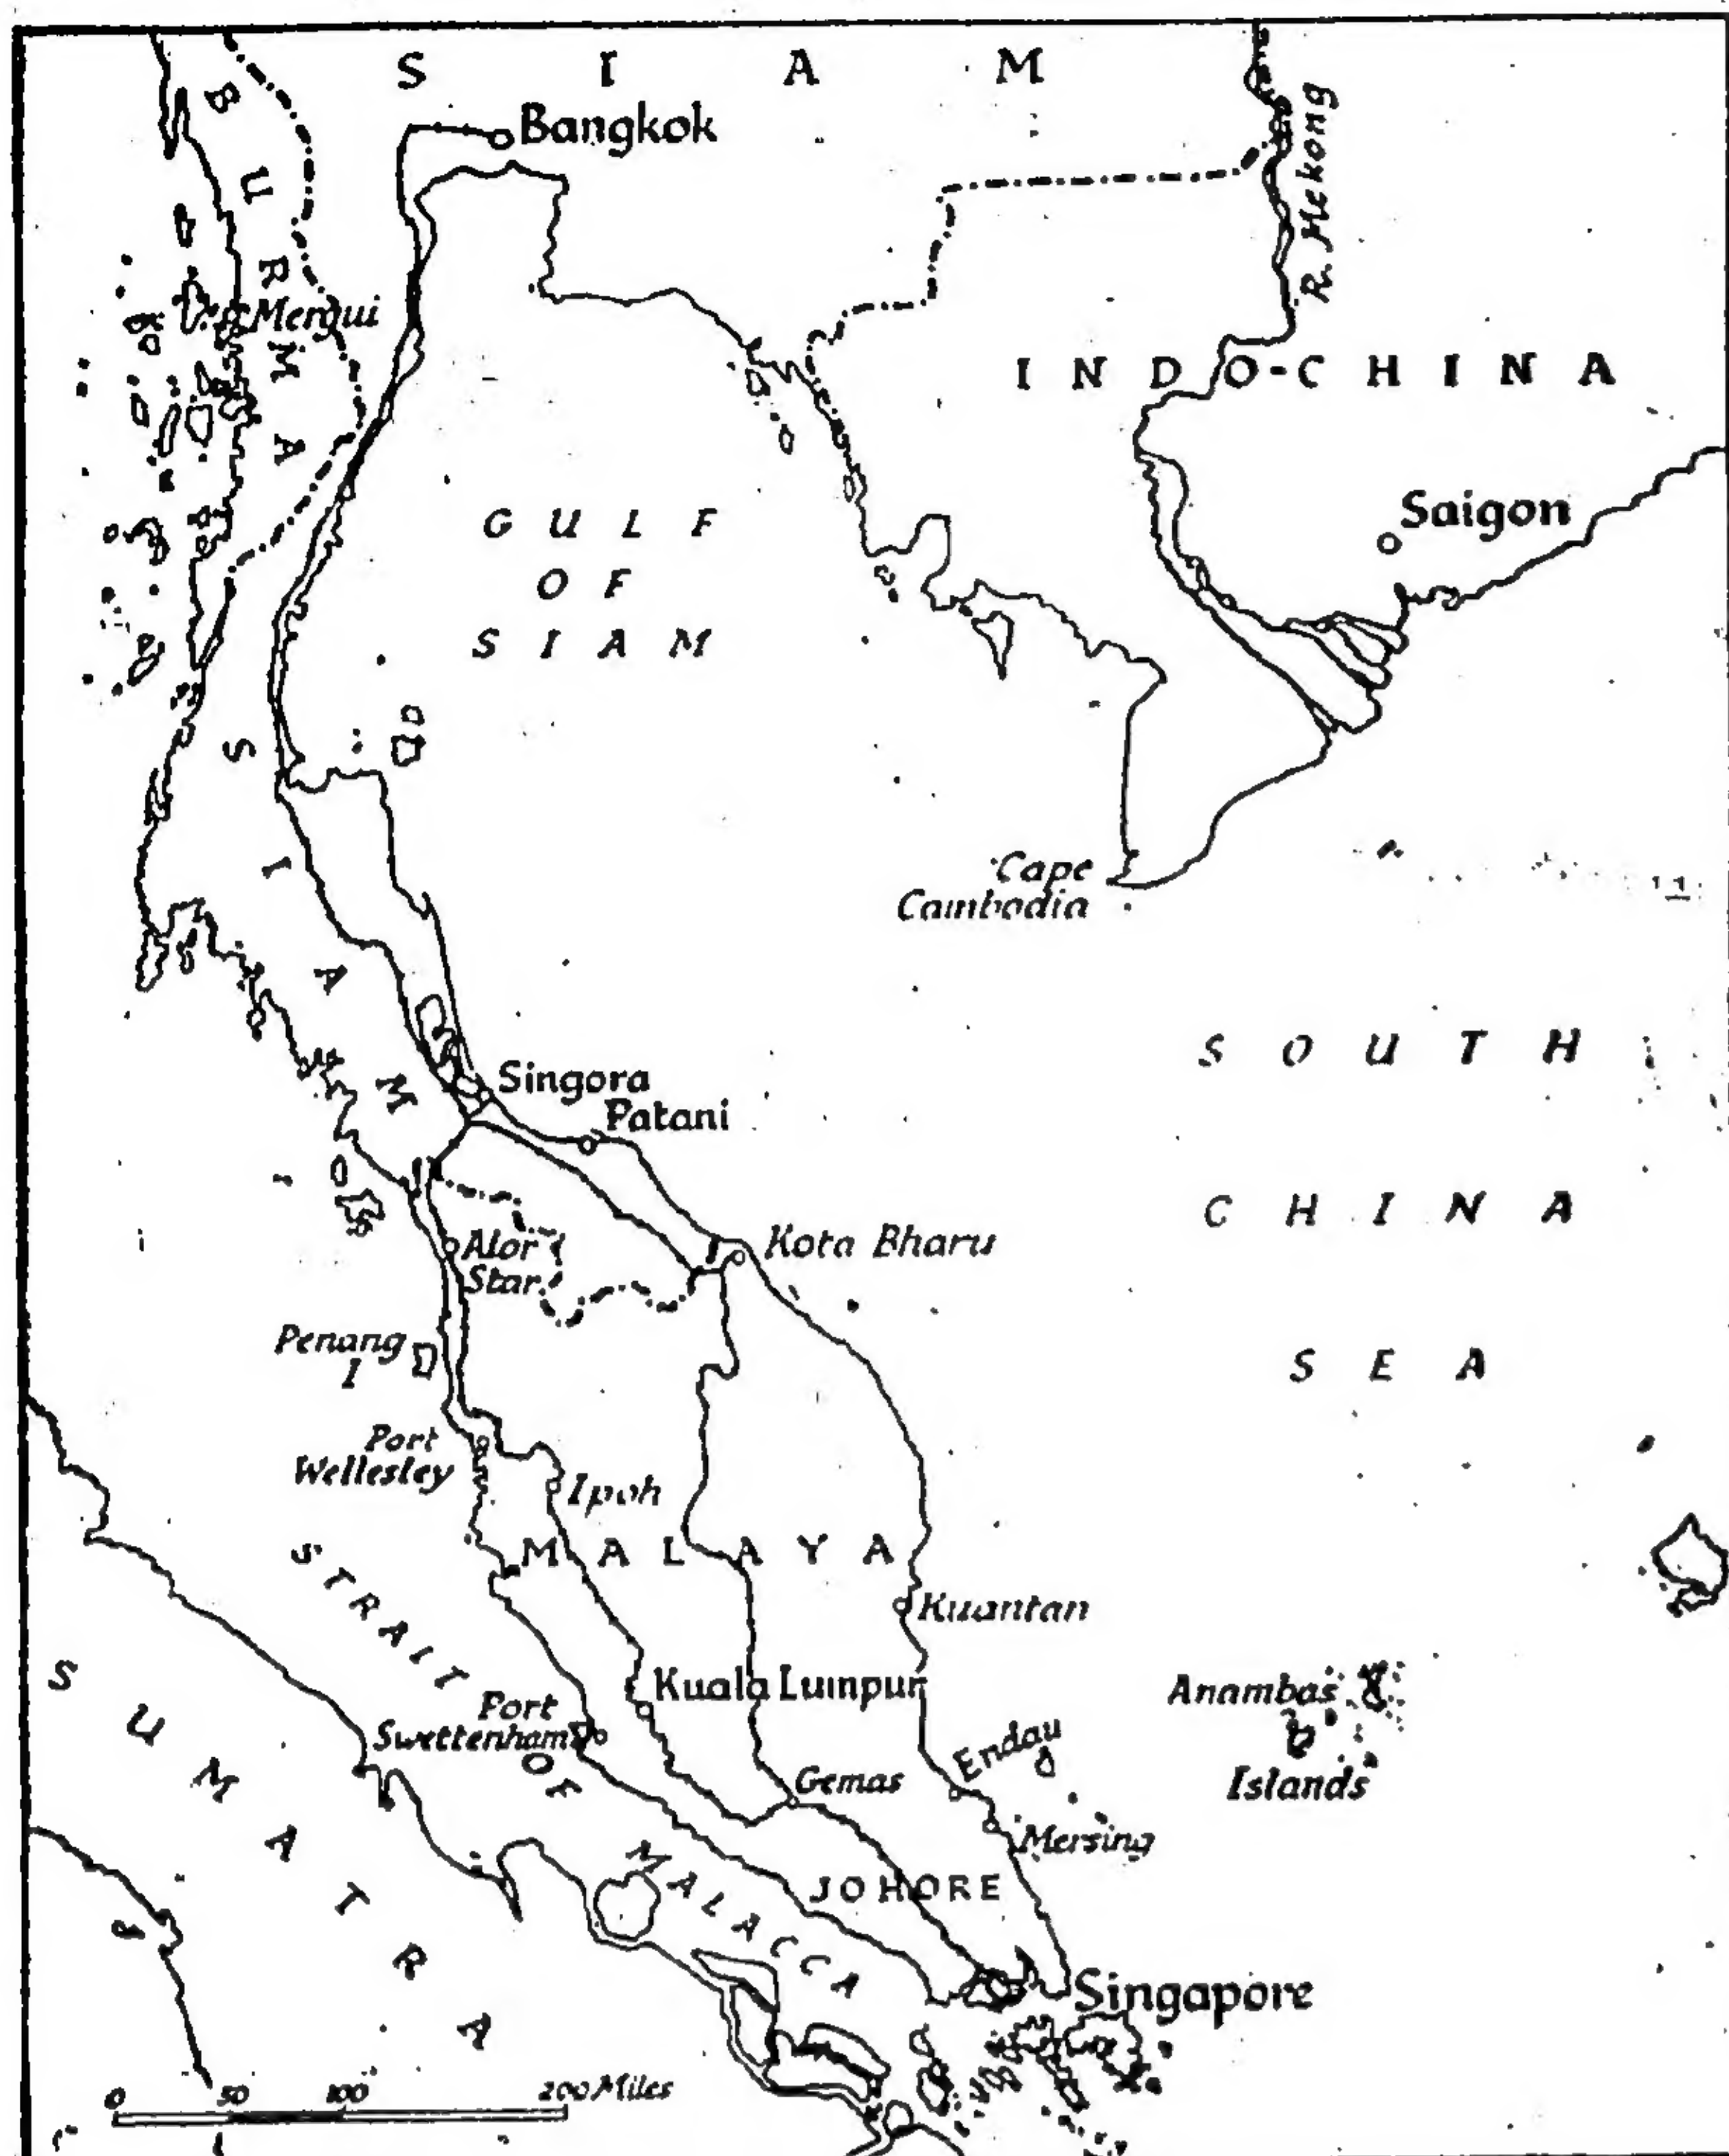 SIAM
Bangkok
BURMA
R. Mekong
Mergui
INDO-CHINA
Saigon
GULF
OF
SIAM
SIAM
Cape
Cambodia
SOUTH
CHINA
SEA
Singora
Patani
Alor
Star
Kota Bharu
Penang
I
Port
Wellesley
Ipoh
MALAYA
Kuantan
STRAIT OF MALACCA
SUMATRA
Kuala Lumpur
Port
Swettenham
Anambas
Islands
Endau
Gemas
Mersing
JOHORE
Singapore
0 50 100 200 Miles